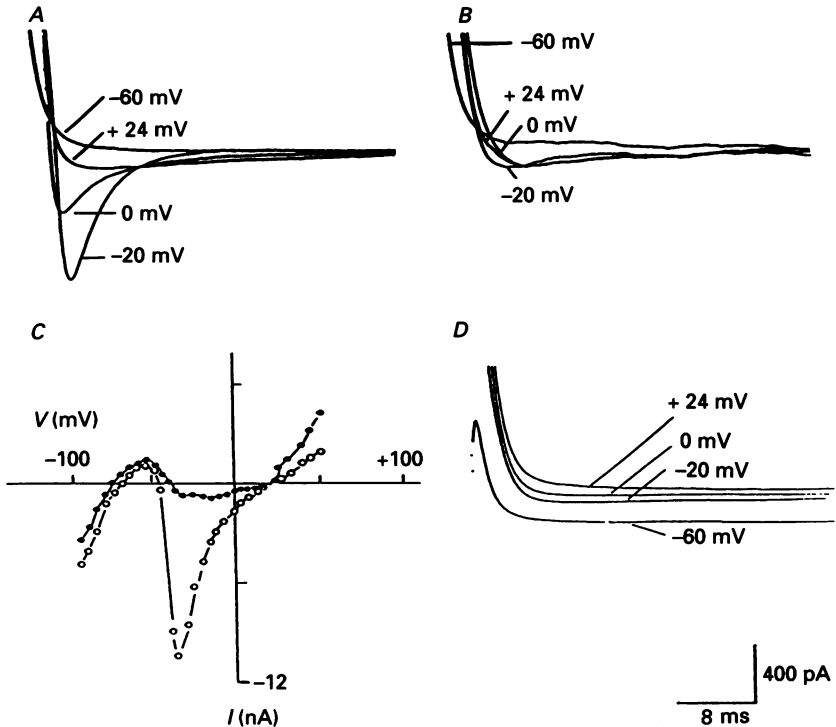 A
–60 mV
+ 24 mV
0 mV
–20 mV
B
–60 mV
+ 24 mV
0 mV
–20 mV
C
V (mV)
–100
+100
–12
I (nA)
D
+ 24 mV
0 mV
–20 mV
–60 mV
400 pA
8 ms